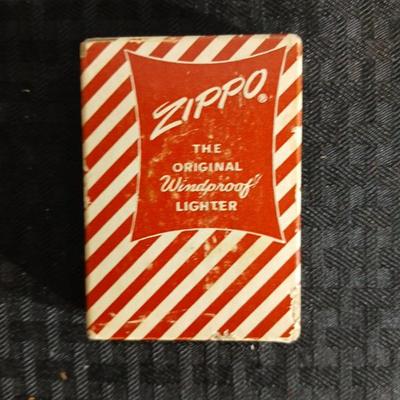 ZIPPO®
THE
ORIGINAL
Windproof
LIGHTER